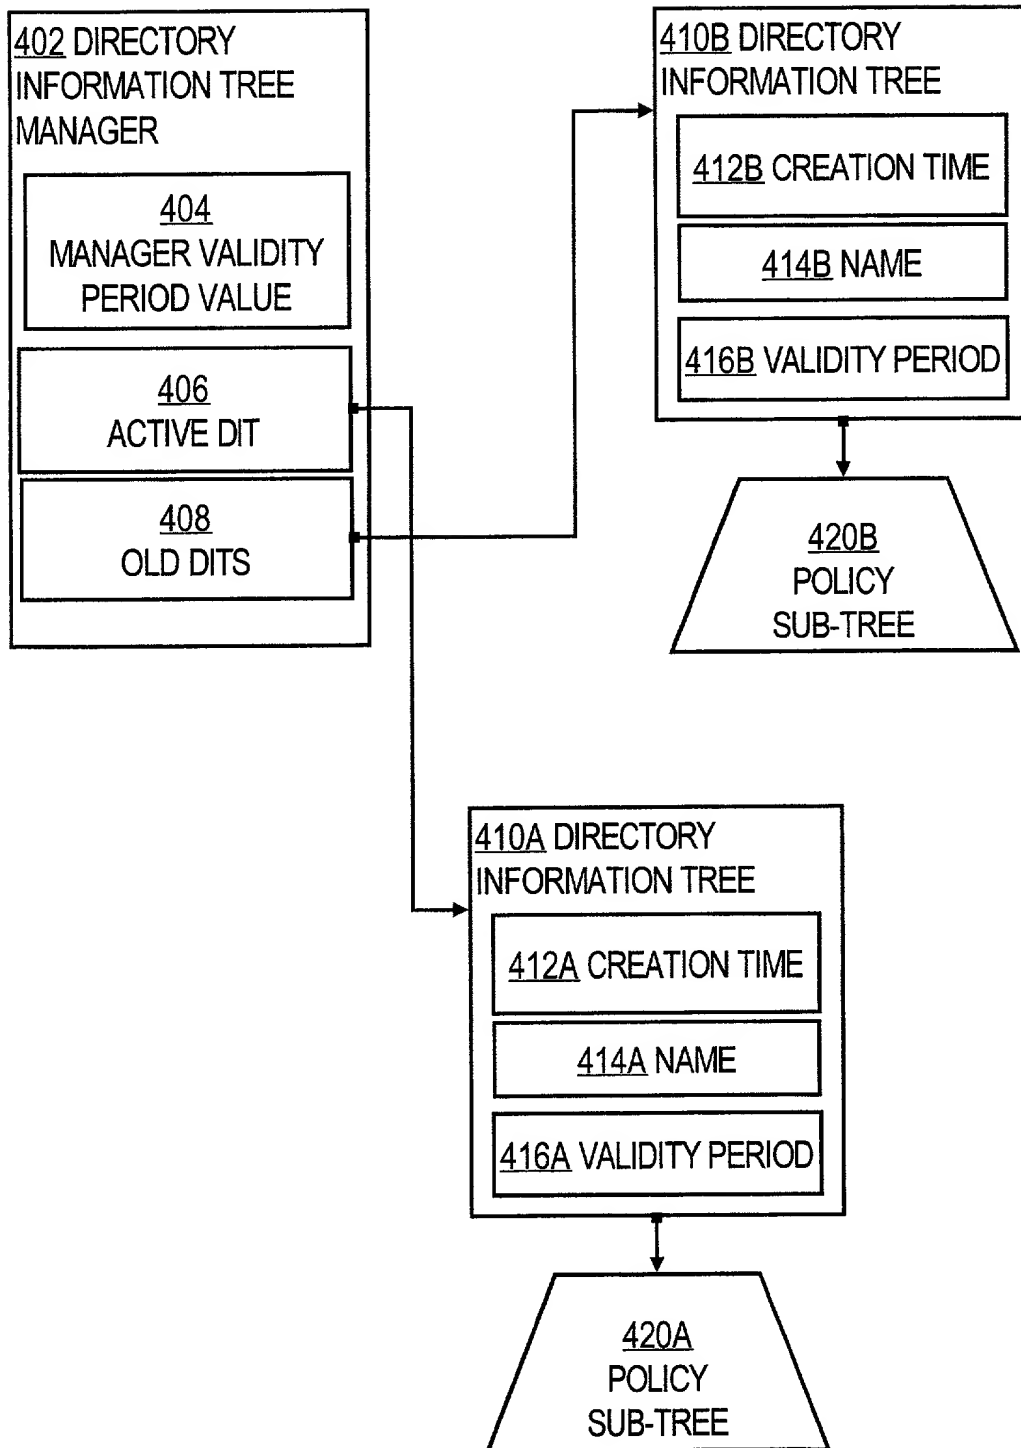 402 DIRECTORY
INFORMATION TREE
MANAGER
404
MANAGER VALIDITY
PERIOD VALUE
406
ACTIVE DIT
408
OLD DITS
410B DIRECTORY
INFORMATION TREE
412B CREATION TIME
414B NAME
416B VALIDITY PERIOD
420B
POLICY
SUB-TREE
410A DIRECTORY
INFORMATION TREE
412A CREATION TIME
414A NAME
416A VALIDITY PERIOD
420A
POLICY
SUB-TREE